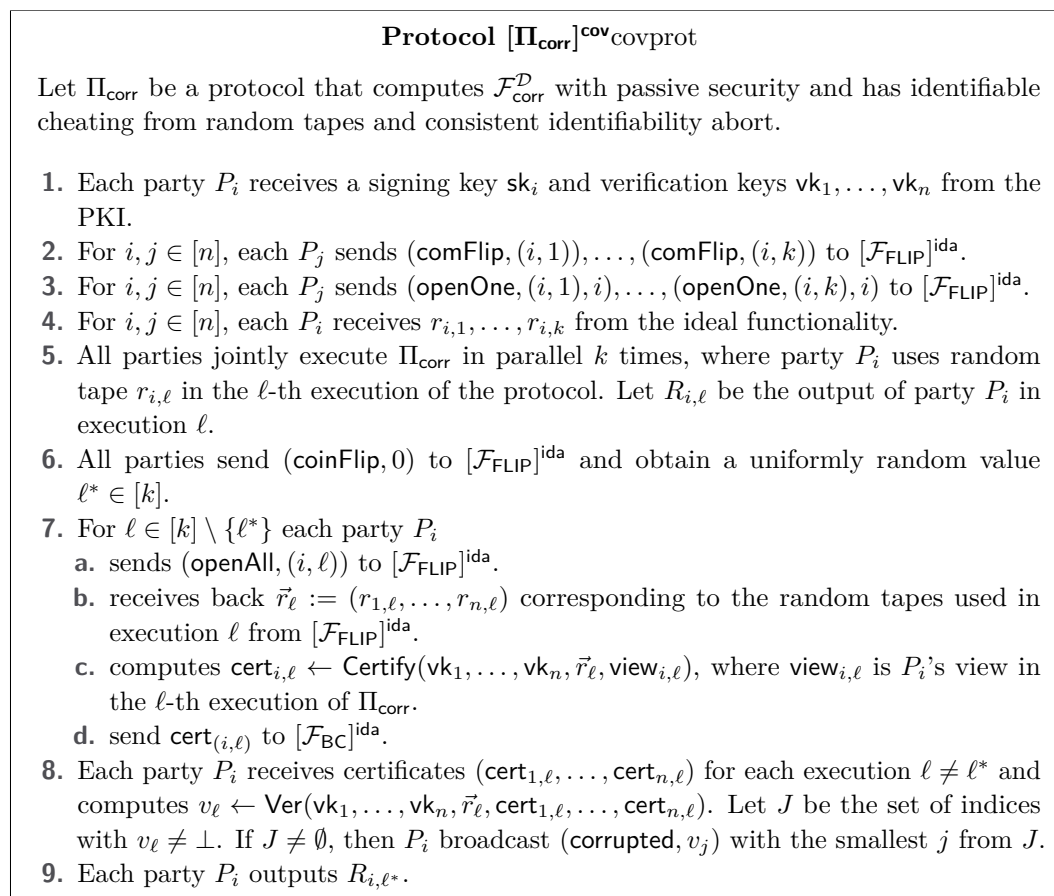 Protocol [Π_corr]^cov covprot
Let Π_corr be a protocol that computes F^D_corr with passive security and has identifiable
cheating from random tapes and consistent identifiability abort.
1. Each party P_i receives a signing key sk_i and verification keys vk_1, . . . , vk_n from the
PKI.
2. For i, j ∈ [n], each P_j sends (comFlip, (i, 1)), . . . , (comFlip, (i, k)) to [F_FLIP]^ida.
3. For i, j ∈ [n], each P_j sends (openOne, (i, 1), i), . . . , (openOne, (i, k), i) to [F_FLIP]^ida.
4. For i, j ∈ [n], each P_i receives r_{i,1}, . . . , r_{i,k} from the ideal functionality.
5. All parties jointly execute Π_corr in parallel k times, where party P_i uses random
tape r_{i,ℓ} in the ℓ-th execution of the protocol. Let R_{i,ℓ} be the output of party P_i in
execution ℓ.
6. All parties send (coinFlip, 0) to [F_FLIP]^ida and obtain a uniformly random value
ℓ* ∈ [k].
7. For ℓ ∈ [k] \ {ℓ*} each party P_i
a. sends (openAll, (i, ℓ)) to [F_FLIP]^ida.
b. receives back r⃗_ℓ := (r_{1,ℓ}, . . . , r_{n,ℓ}) corresponding to the random tapes used in
execution ℓ from [F_FLIP]^ida.
c. computes cert_{i,ℓ} ← Certify(vk_1, . . . , vk_n, r⃗_ℓ, view_{i,ℓ}), where view_{i,ℓ} is P_i's view in
the ℓ-th execution of Π_corr.
d. send cert_{(i,ℓ)} to [F_BC]^ida.
8. Each party P_i receives certificates (cert_{1,ℓ}, . . . , cert_{n,ℓ}) for each execution ℓ ≠ ℓ* and
computes v_ℓ ← Ver(vk_1, . . . , vk_n, r⃗_ℓ, cert_{1,ℓ}, . . . , cert_{n,ℓ}). Let J be the set of indices
with v_ℓ ≠ ⊥. If J ≠ ∅, then P_i broadcast (corrupted, v_j) with the smallest j from J.
9. Each party P_i outputs R_{i,ℓ*}.